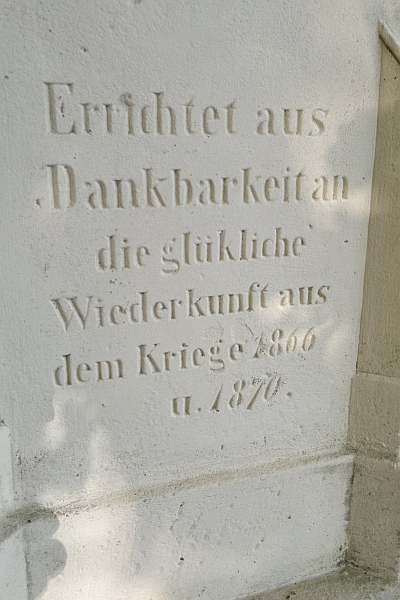 Errichtet aus
Dankbarkeit an
die glükliche
Wiederkunft aus
dem Kriege 1866
u. 1870.